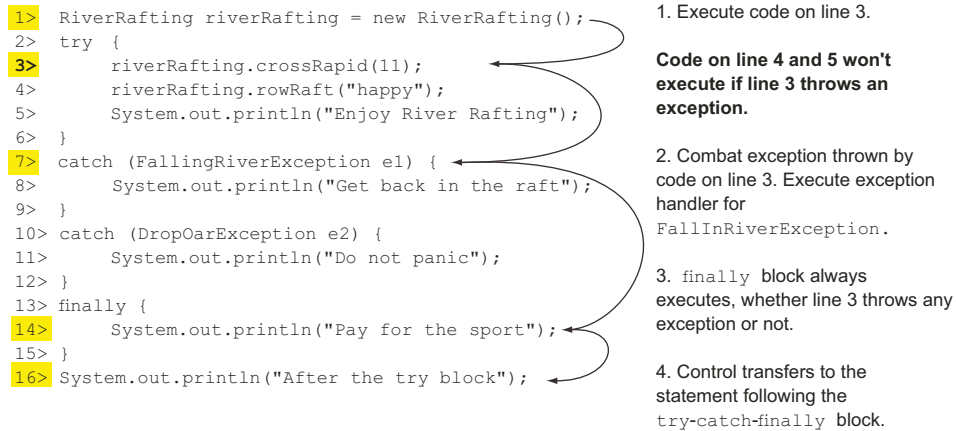 1> RiverRafting riverRafting = new RiverRafting();
2> try {
3> riverRafting.crossRapid(11);
4> riverRafting.rowRaft("happy");
5> System.out.println("Enjoy River Rafting");
6> }
7> catch (FallingRiverException e1) {
8> System.out.println("Get back in the raft");
9> }
10> catch (DropOarException e2) {
11> System.out.println("Do not panic");
12> }
13> finally {
14> System.out.println("Pay for the sport");
15> }
16> System.out.println("After the try block");
1. Execute code on line 3.
Code on line 4 and 5 won't
execute if line 3 throws an
exception.
2. Combat exception thrown by
code on line 3. Execute exception
handler for
FallInRiverException.
3. finally block always
executes, whether line 3 throws any
exception or not.
4. Control transfers to the
statement following the
try-catch-finally block.